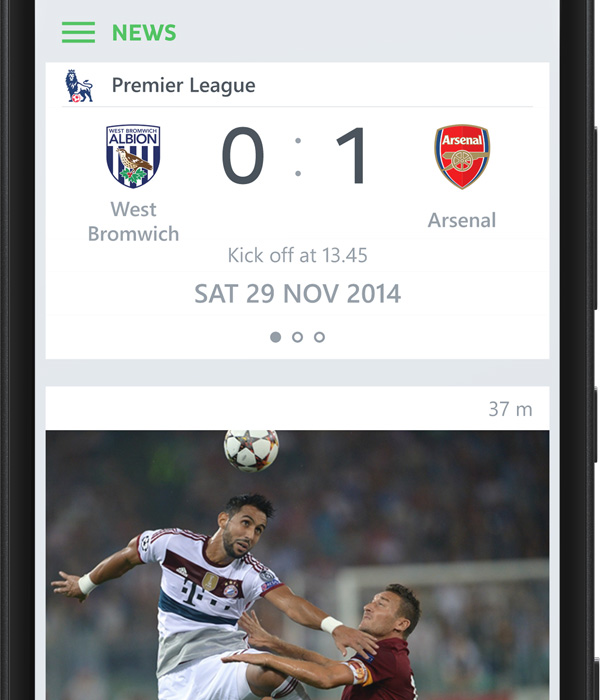 NEWS
Premier League
WEST BROMWICH
ALBION
0 : 1
Arsenal
West
Bromwich
Arsenal
Kick off at 13.45
SAT 29 NOV 2014
37 m
T